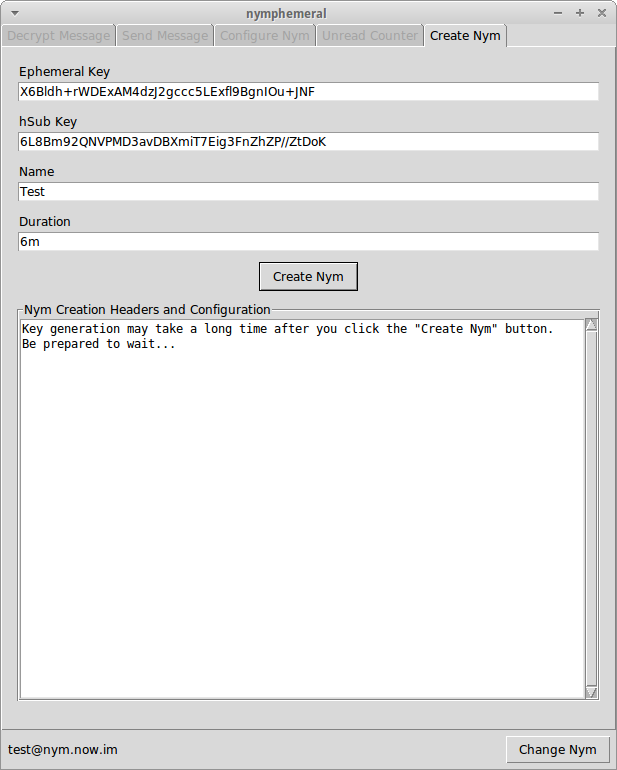 nymphemeral
Decrypt Message Send Message Configure Nym Unread Counter Create Nym
Ephemeral Key
X6Bldh+rWDExAM4dzJ2gccc5LExfl9BgnIOu+JNF
hSub Key
6L8Bm92QNVPMD3avDBXmiT7Eig3FnZhZP//ZtDoK
Name
Test
Duration
6m
Create Nym
Nym Creation Headers and Configuration
Key generation may take a long time after you click the "Create Nym" button.
Be prepared to wait...
test@nym.now.im Change Nym